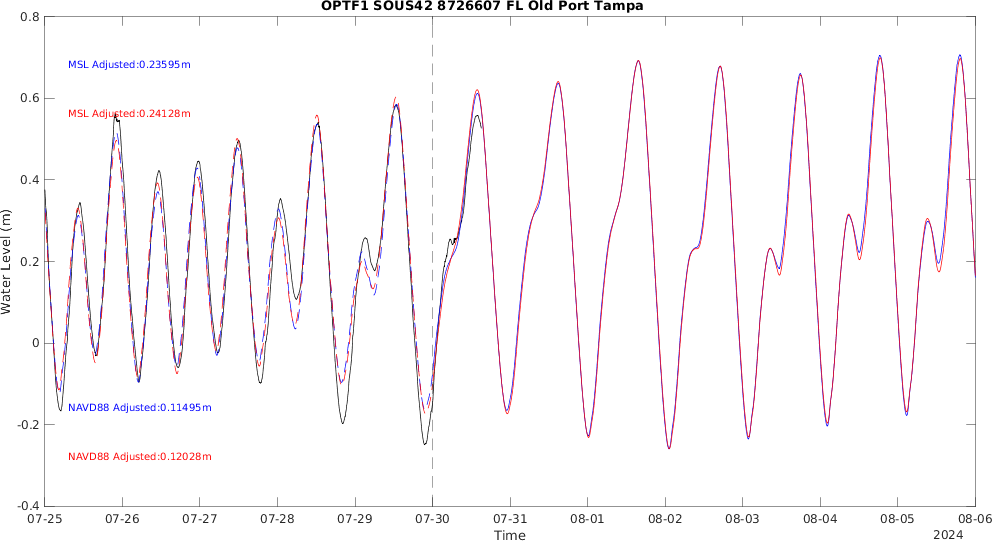 OPTF1 SOUS42 8726607 FL Old Port Tampa
0.8
MSL Adjusted:0.23595m
0.6
MSL Adjusted:0.24128m
0.4
Water Level (m)
0.2
0
NAVD88 Adjusted:0.11495m
-0.2
NAVD88 Adjusted:0.12028m
-0.4
07-25 07-26 07-27 07-28 07-29 07-30 07-31 08-01 08-02 08-03 08-04 08-05 08-06
Time
2024